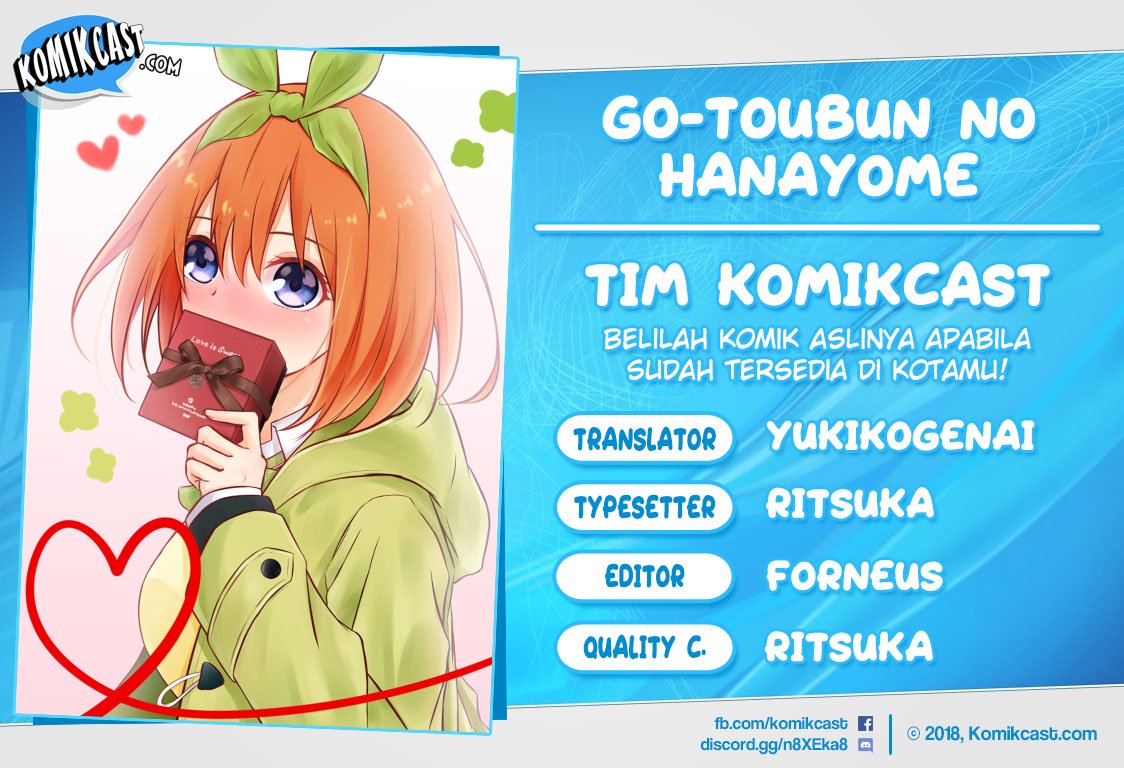 KOMIKCAST
.COM
GO-TOUBUN NO
HANAYOME
TIM KOMIKCAST
BELILAH KOMIK ASLINYA APABILA
SUDAH TERSEDIA DI KOTAMU!
TRANSLATOR YUKIKOGENAI
TYPESETTER RITSUKA
EDITOR FORNEUS
QUALITY C. RITSUKA
Love is Swe
fb.com/komikcast
discord.gg/n8XEka8
© 2018, Komikcast.com